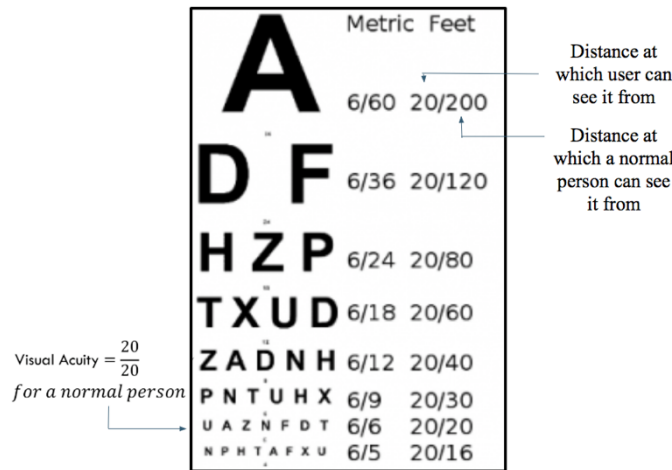 Metric Feet
A 6/60 20/200
D F 6/36 20/120
H Z P 6/24 20/80
T X U D 6/18 20/60
Z A D N H 6/12 20/40
P N T U H X 6/9 20/30
U A Z N F D T 6/6 20/20
N P H T A F X U 6/5 20/16
Distance at
which user can
see it from
Distance at
which a normal
person can see
it from
Visual Acuity = 20/20
for a normal person